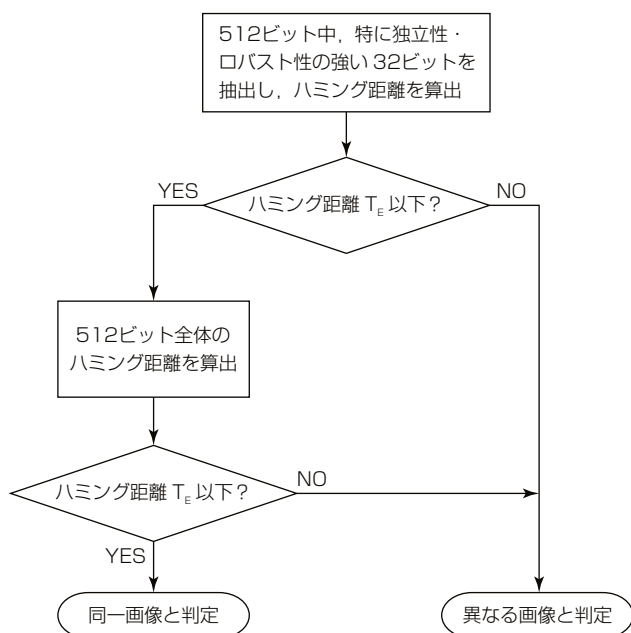 512ビット中，特に独立性・
ロバスト性の強い32ビットを
抽出し，ハミング距離を算出
YES
NO
ハミング距離 TE 以下？
512ビット全体の
ハミング距離を算出
ハミング距離 TE 以下？
NO
YES
同一画像と判定
異なる画像と判定